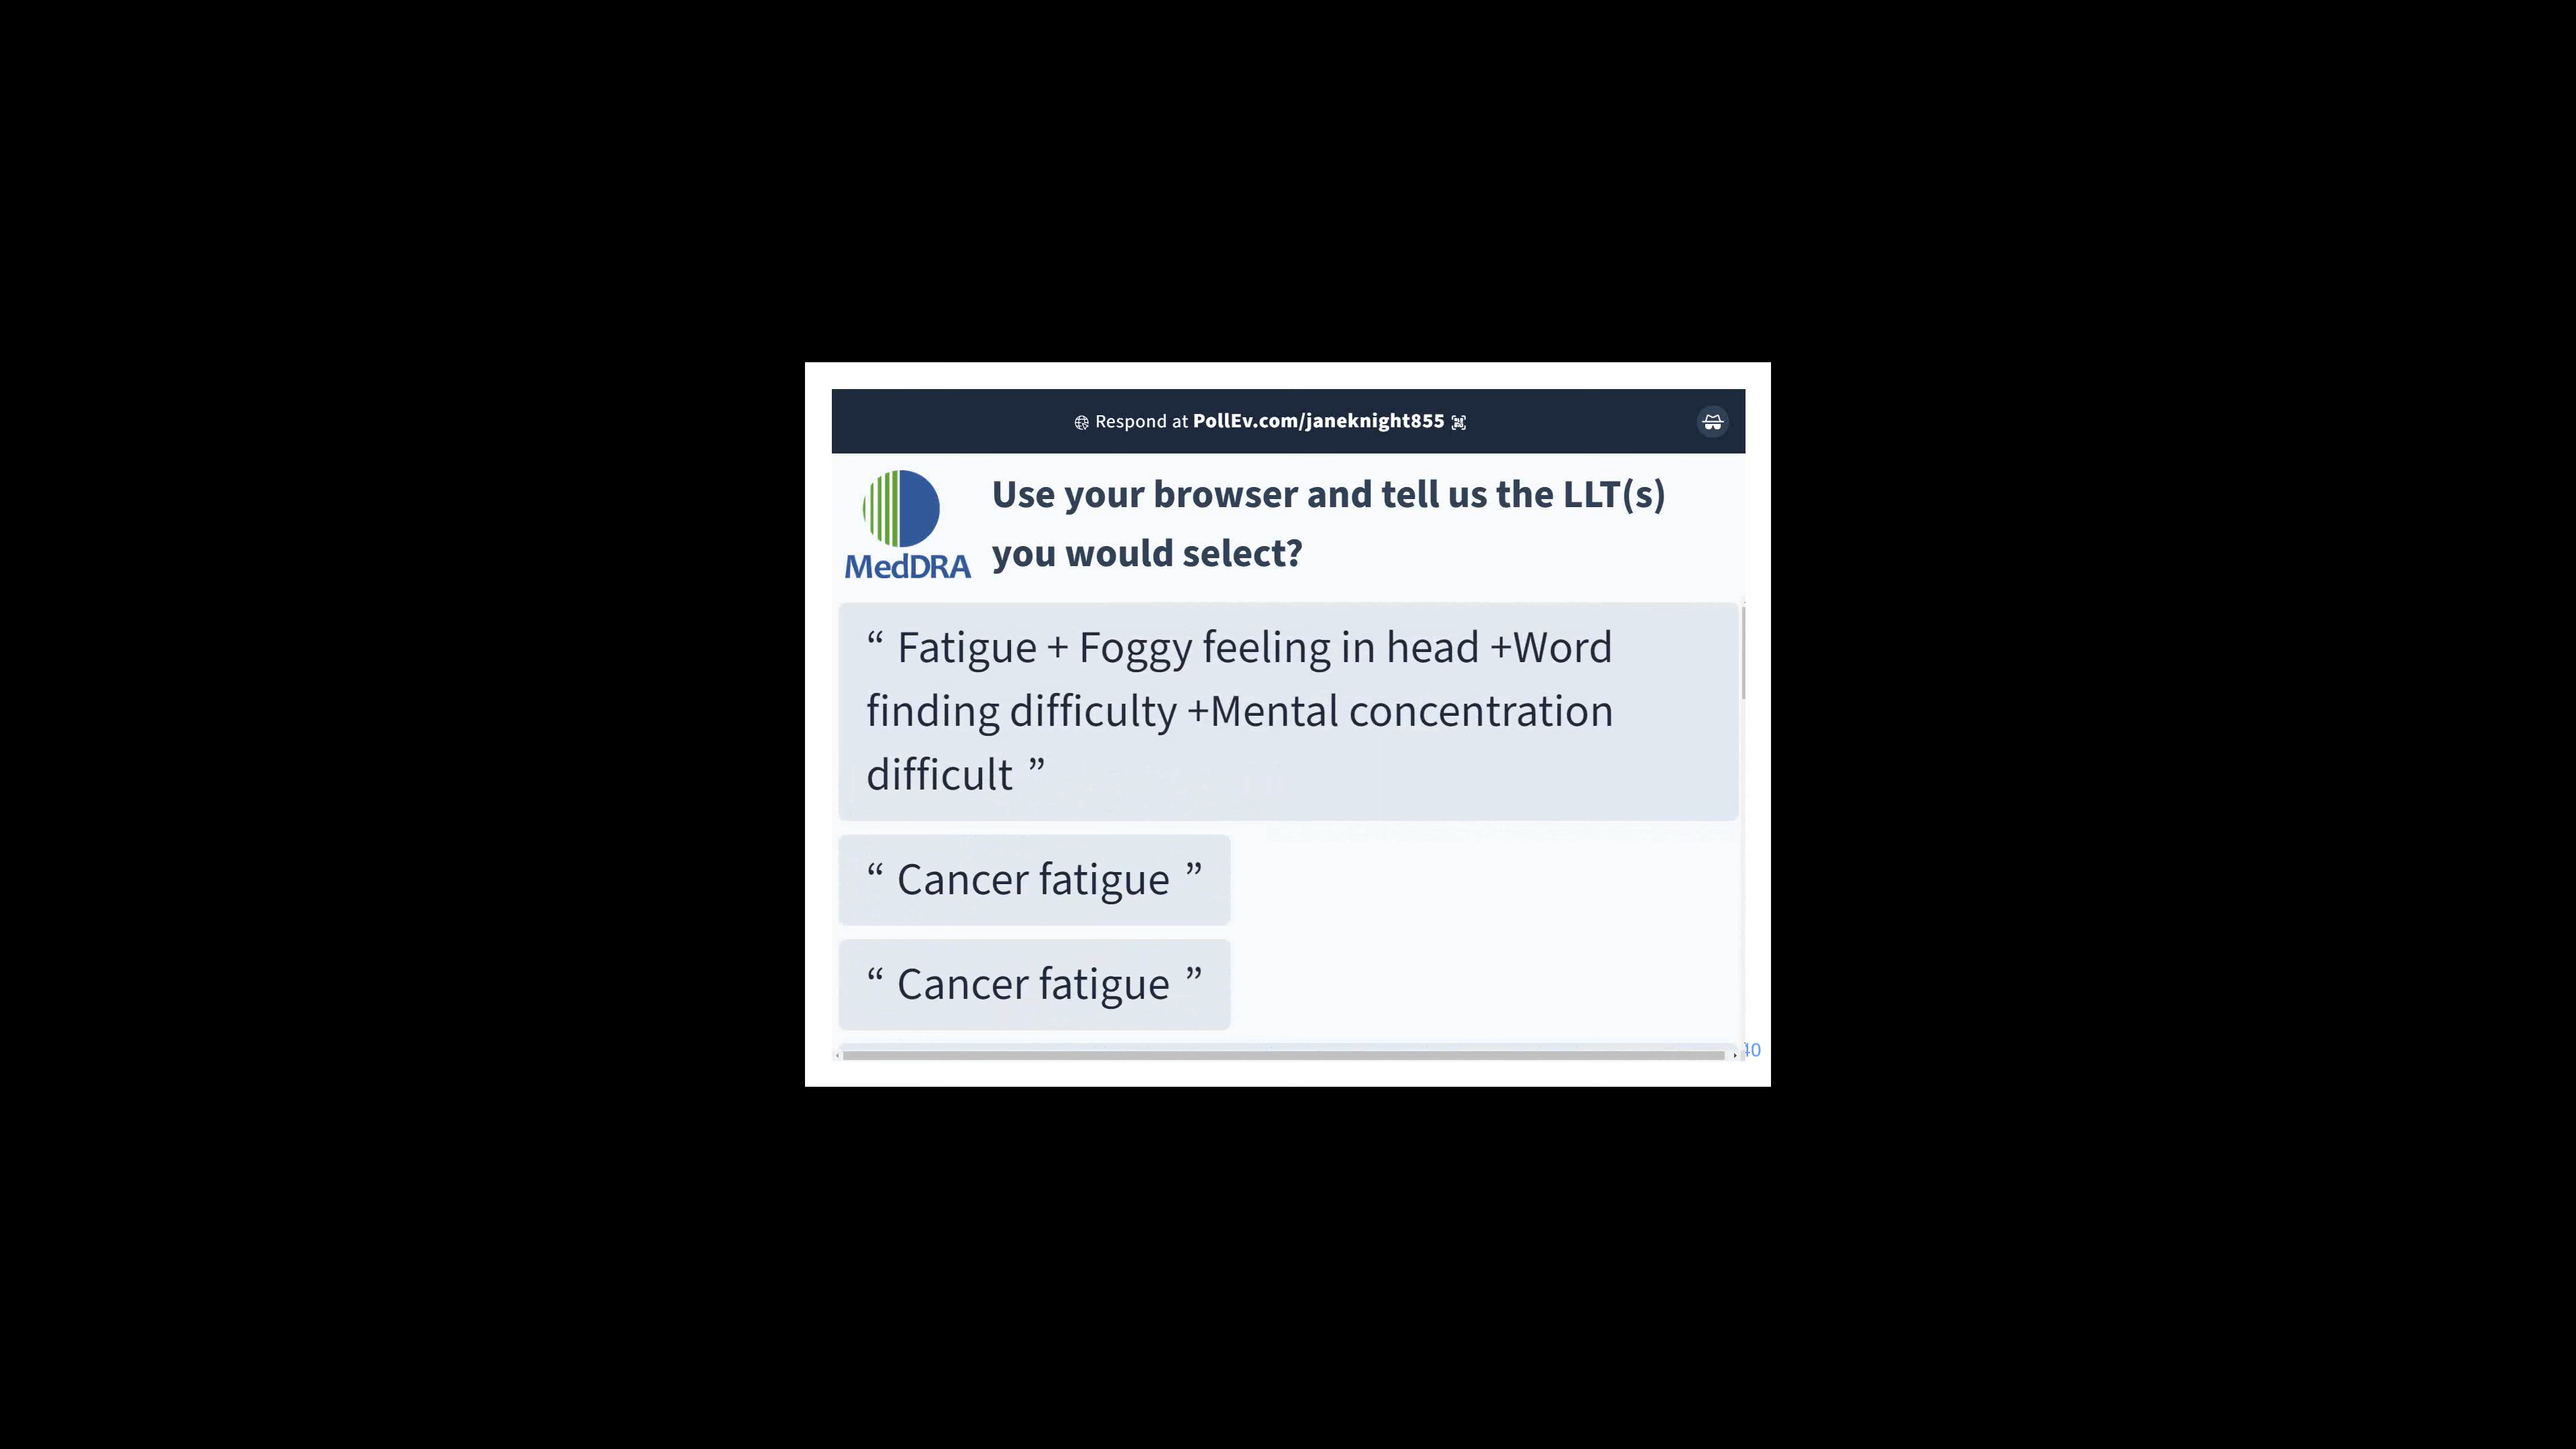 Respond at PollEv.com/janeknight855
MedDRA
Use your browser and tell us the LLT(s)
you would select?
“ Fatigue + Foggy feeling in head +Word
finding difficulty +Mental concentration
difficult ”
“ Cancer fatigue ”
“ Cancer fatigue ”
40